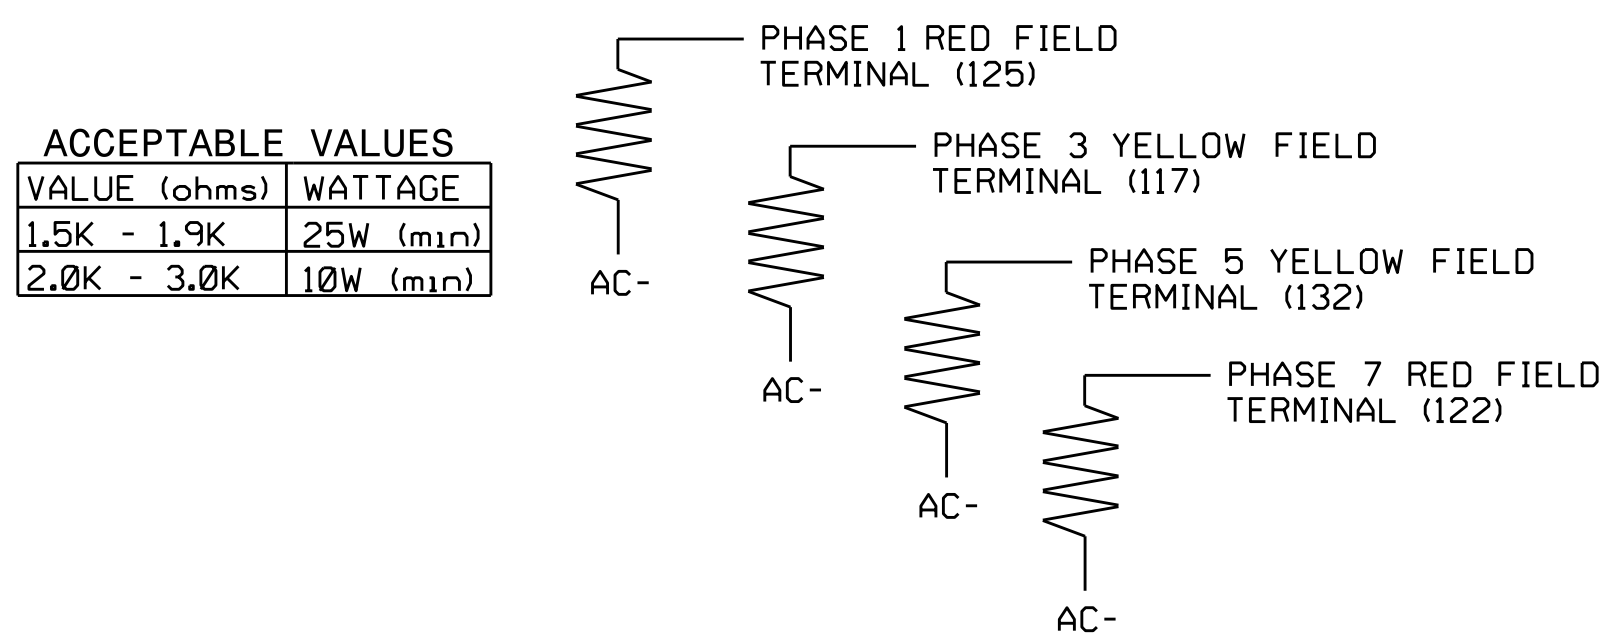 ACCEPTABLE VALUES
VALUE (ohms) WATTAGE
1.5K - 1.9K 25W (min)
2.0K - 3.0K 10W (min)
PHASE 1 RED FIELD
TERMINAL (125)
AC-
PHASE 3 YELLOW FIELD
TERMINAL (117)
AC-
PHASE 5 YELLOW FIELD
TERMINAL (132)
AC-
PHASE 7 RED FIELD
TERMINAL (122)
AC-